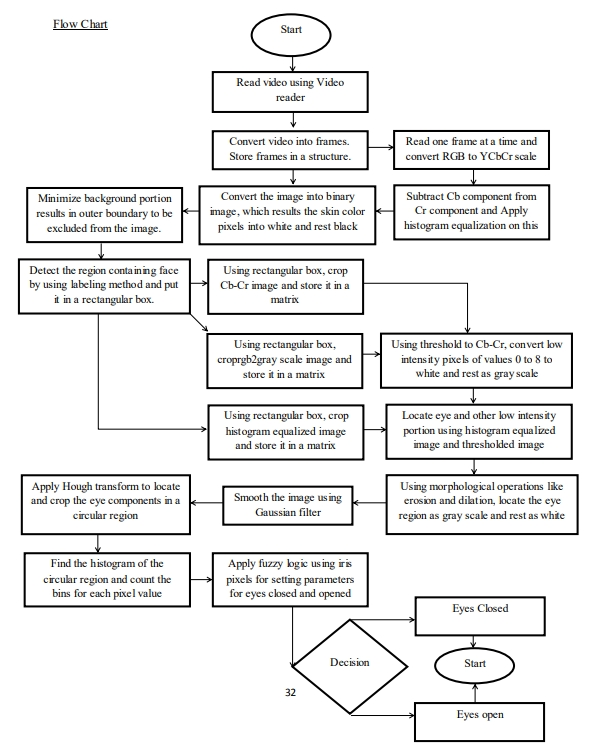 Flow Chart
Start
Read video using Video
reader
Convert video into frames.
Store frames in a structure.
Read one frame at a time and
convert RGB to YCbCr scale
Minimize background portion
results in outer boundary to be
excluded from the image.
Convert the image into binary
image, which results the skin color
pixels into white and rest black
Subtract Cb component from
Cr component and Apply
histogram equalization on this
Detect the region containing face
by using labeling method and put
it in a rectangular box.
Using rectangular box, crop
Cb-Cr image and store it in a
matrix
Using rectangular box,
croprgb2gray scale image and
store it in a matrix
Using threshold to Cb-Cr, convert low
intensity pixels of values 0 to 8 to
white and rest as gray scale
Using rectangular box, crop
histogram equalized image
and store it in a matrix
Locate eye and other low intensity
portion using histogram equalized
image and thresholded image
Apply Hough transform to locate
and crop the eye components in a
circular region
Smooth the image using
Gaussian filter
Using morphological operations like
erosion and dilation, locate the eye
region as gray scale and rest as white
Find the histogram of the
circular region and count the
bins for each pixel value
Apply fuzzy logic using iris
pixels for setting parameters
for eyes closed and opened
Eyes Closed
Decision
Start
32
Eyes open